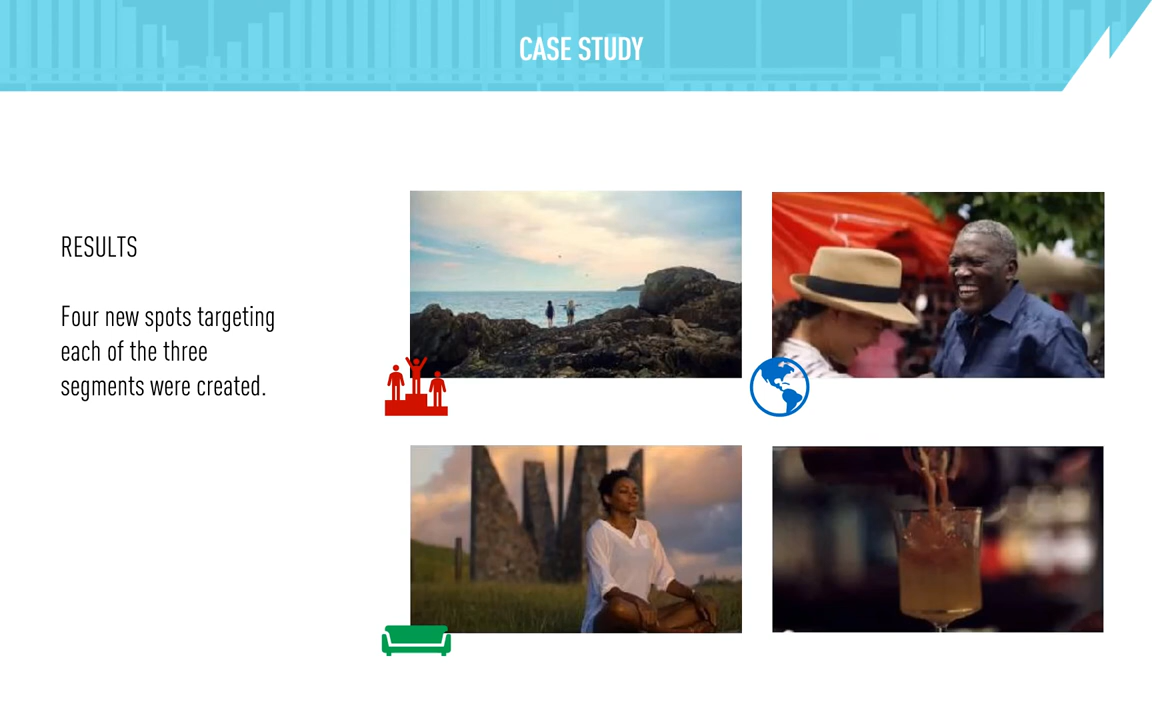 CASE STUDY
RESULTS
Four new spots targeting
each of the three
segments were created.